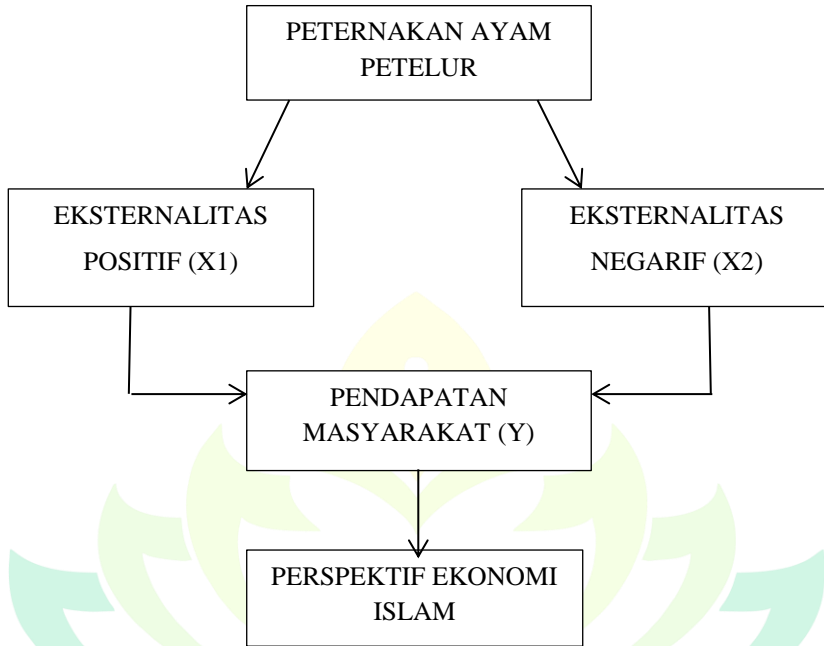 PETERNAKAN AYAM
PETELUR
EKSTERNALITAS
POSITIF (X1)
EKSTERNALITAS
NEGARIF (X2)
PENDAPATAN
MASYARAKAT (Y)
PERSPEKTIF EKONOMI
ISLAM